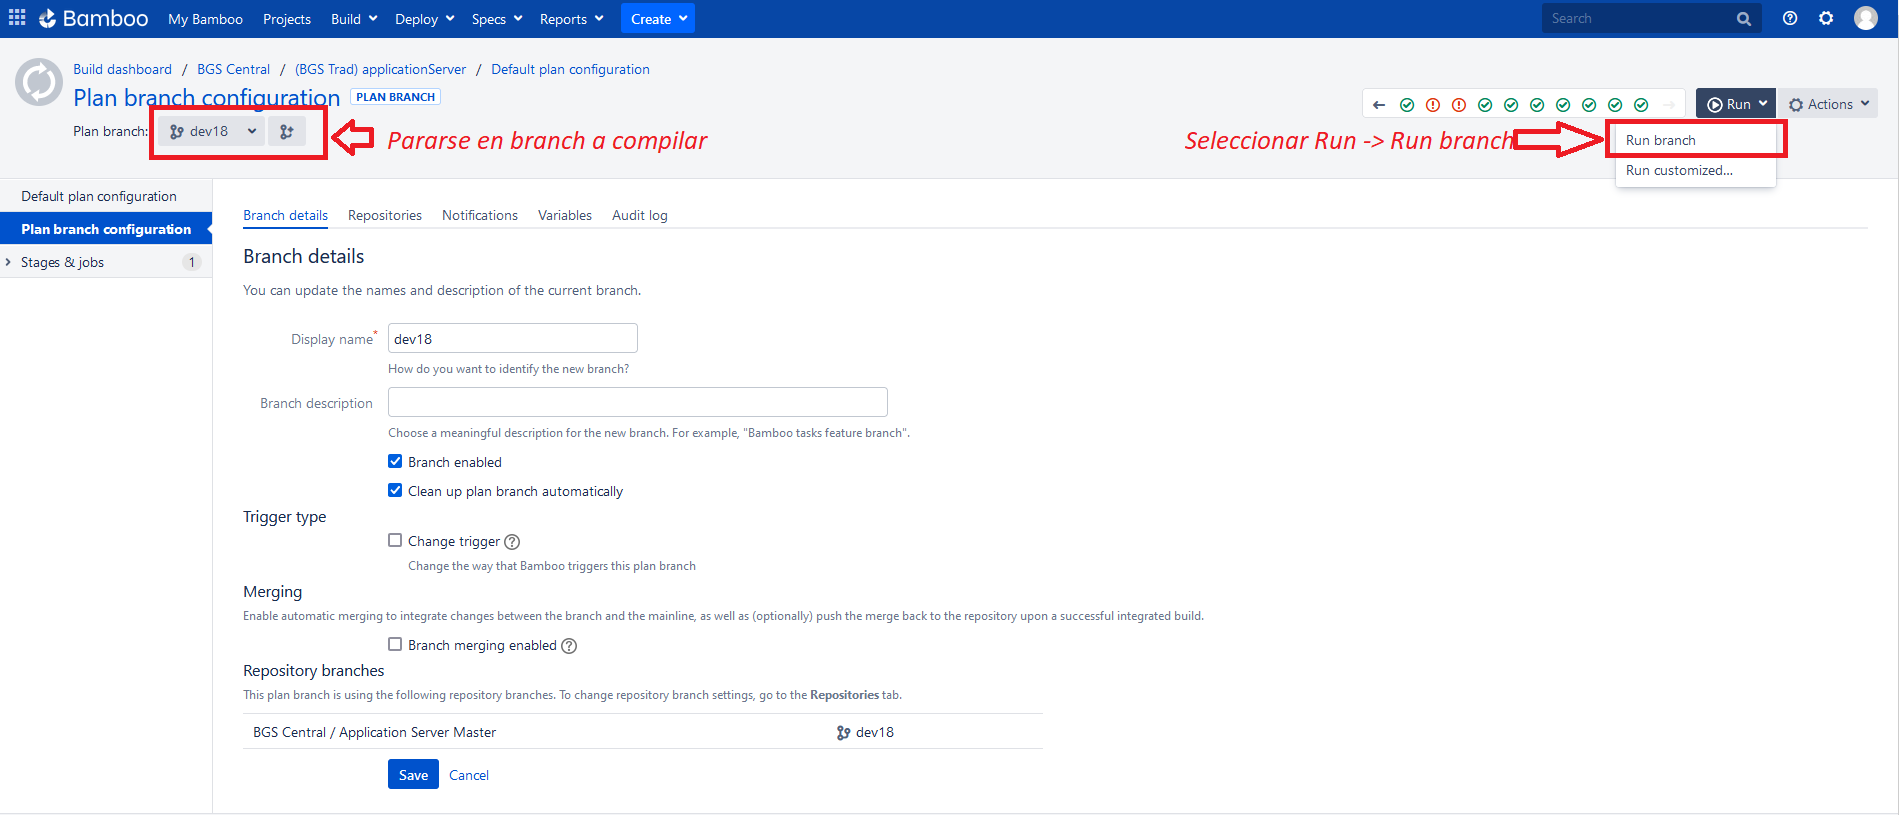 Bamboo My Bamboo Projects Build Deploy Specs Reports Create Search
Build dashboard / BGS Central / (BGS Trad) applicationServer / Default plan configuration
Plan branch configuration PLAN BRANCH
Run Actions
Plan branch: dev18
Pararse en branch a compilar
Seleccionar Run -> Run branch
Run branch
Run customized...
Default plan configuration
Plan branch configuration
Stages & jobs 1
Branch details Repositories Notifications Variables Audit log
Branch details
You can update the names and description of the current branch.
Display name* dev18
How do you want to identify the new branch?
Branch description
Choose a meaningful description for the new branch. For example, "Bamboo tasks feature branch".
Branch enabled
Clean up plan branch automatically
Trigger type
Change trigger ?
Change the way that Bamboo triggers this plan branch
Merging
Enable automatic merging to integrate changes between the branch and the mainline, as well as (optionally) push the merge back to the repository upon a successful integrated build.
Branch merging enabled ?
Repository branches
This plan branch is using the following repository branches. To change repository branch settings, go to the Repositories tab.
BGS Central / Application Server Master dev18
Save Cancel